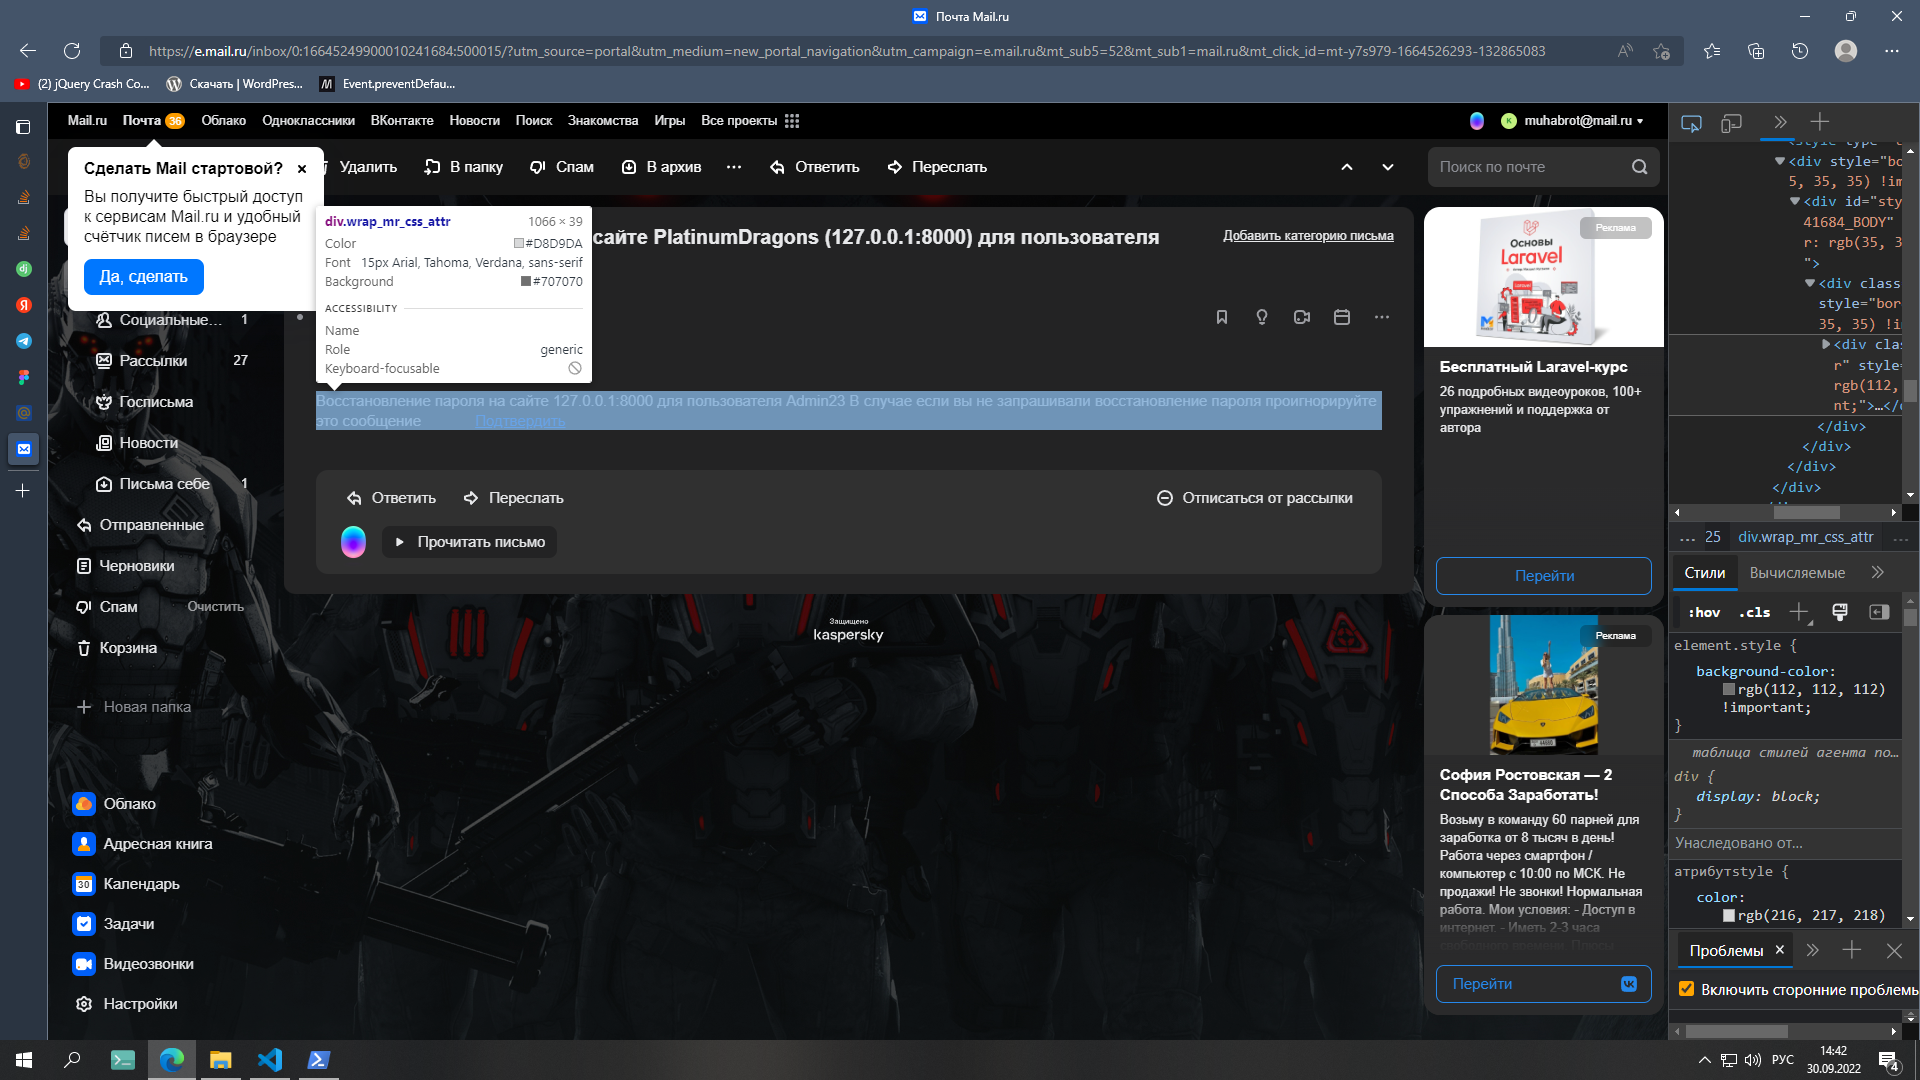 Почта Mail.ru
https://e.mail.ru/inbox/0:16645249900010241684:500015/?utm_source=portal&utm_medium=new_portal_navigation&utm_campaign=e.mail.ru&mt_sub5=52&mt_sub1=mail.ru&mt_click_id=mt-y7s979-1664526293-132865083
(2) jQuery Crash Co...
Скачать | WordPres...
Event.preventDefau...
Mail.ru Почта 36 Облако Одноклассники ВКонтакте Новости Поиск Знакомства Игры Все проекты
muhabrot@mail.ru
Сделать Mail стартовой?
Вы получите быстрый доступ
к сервисам Mail.ru и удобный
счётчик писем в браузере
Да, сделать
Удалить В папку Спам В архив Ответить Переслать
Поиск по почте
div.wrap_mr_css_attr 1066 × 39
Color #D8D9DA
Font 15px Arial, Tahoma, Verdana, sans-serif
Background #707070
ACCESSIBILITY
Name
Role generic
Keyboard-focusable
сайте PlatinumDragons (127.0.0.1:8000) для пользователя
Добавить категорию письма
Восстановление пароля на сайте 127.0.0.1:8000 для пользователя Admin23 В случае если вы не запрашивали восстановление пароля проигнорируйте
это сообщение Подтвердить
Ответить Переслать Отписаться от рассылки
Прочитать письмо
Защищено
kaspersky
Социальные... 1
Рассылки 27
Госписьма
Новости
Письма себе 1
Отправленные
Черновики
Спам Очистить
Корзина
Новая папка
Облако
Адресная книга
30 Календарь
Задачи
Видеозвонки
Настройки
Реклама
Основы
Laravel
Бесплатный Laravel-курс
26 подробных видеоуроков, 100+
упражнений и поддержка от
автора
Перейти
Реклама
София Ростовская — 2
Способа Заработать!
Возьму в команду 60 парней для
заработка от 8 тысяч в день!
Работа через смартфон /
компьютер с 10:00 по МСК. Не
продажи! Не звонки! Нормальная
работа. Мои условия: - Доступ в
интернет. - Иметь 2-3 часа
свободного времени. Плюсы
Перейти
<div style="bo
5, 35, 35) !im
<div id="sty
41684_BODY"
r: rgb(35, 3
">
<div class
style="bor
35, 35) !i
<div clas
r" style=
rgb(112,
nt;">…</
</div>
</div>
</div>
</div>
... 25 div.wrap_mr_css_attr ...
Стили Вычисляемые
:hov .cls
element.style {
background-color:
rgb(112, 112, 112)
!important;
}
таблица стилей агента по…
div {
display: block;
}
Унаследовано от…
атрибутstyle {
color:
rgb(216, 217, 218)
Проблемы
Включить сторонние проблемы
РУС
14:42
30.09.2022
4